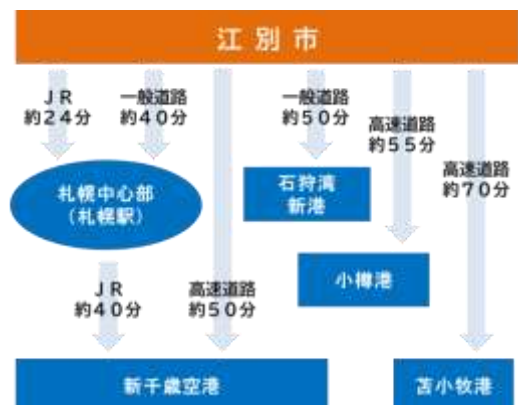 江別市
JR
約24分
一般道路
約40分
一般道路
約50分
高速道路
約55分
高速道路
約70分
札幌中心部
(札幌駅)
石狩湾
新港
小樽港
JR
約40分
高速道路
約50分
新千歳空港
苫小牧港